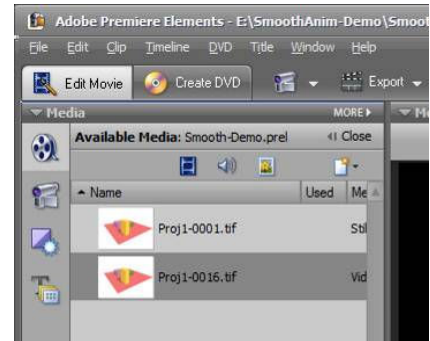 Adobe Premiere Elements - E:\SmoothAnim-Demo\Smoot
File Edit Clip Timeline DVD Title Window Help
Edit Movie Create DVD Export
Media MORE
Available Media: Smooth-Demo.prel Close
Name Used Me
Proj1-0001.tif Stil
Proj1-0016.tif Vid